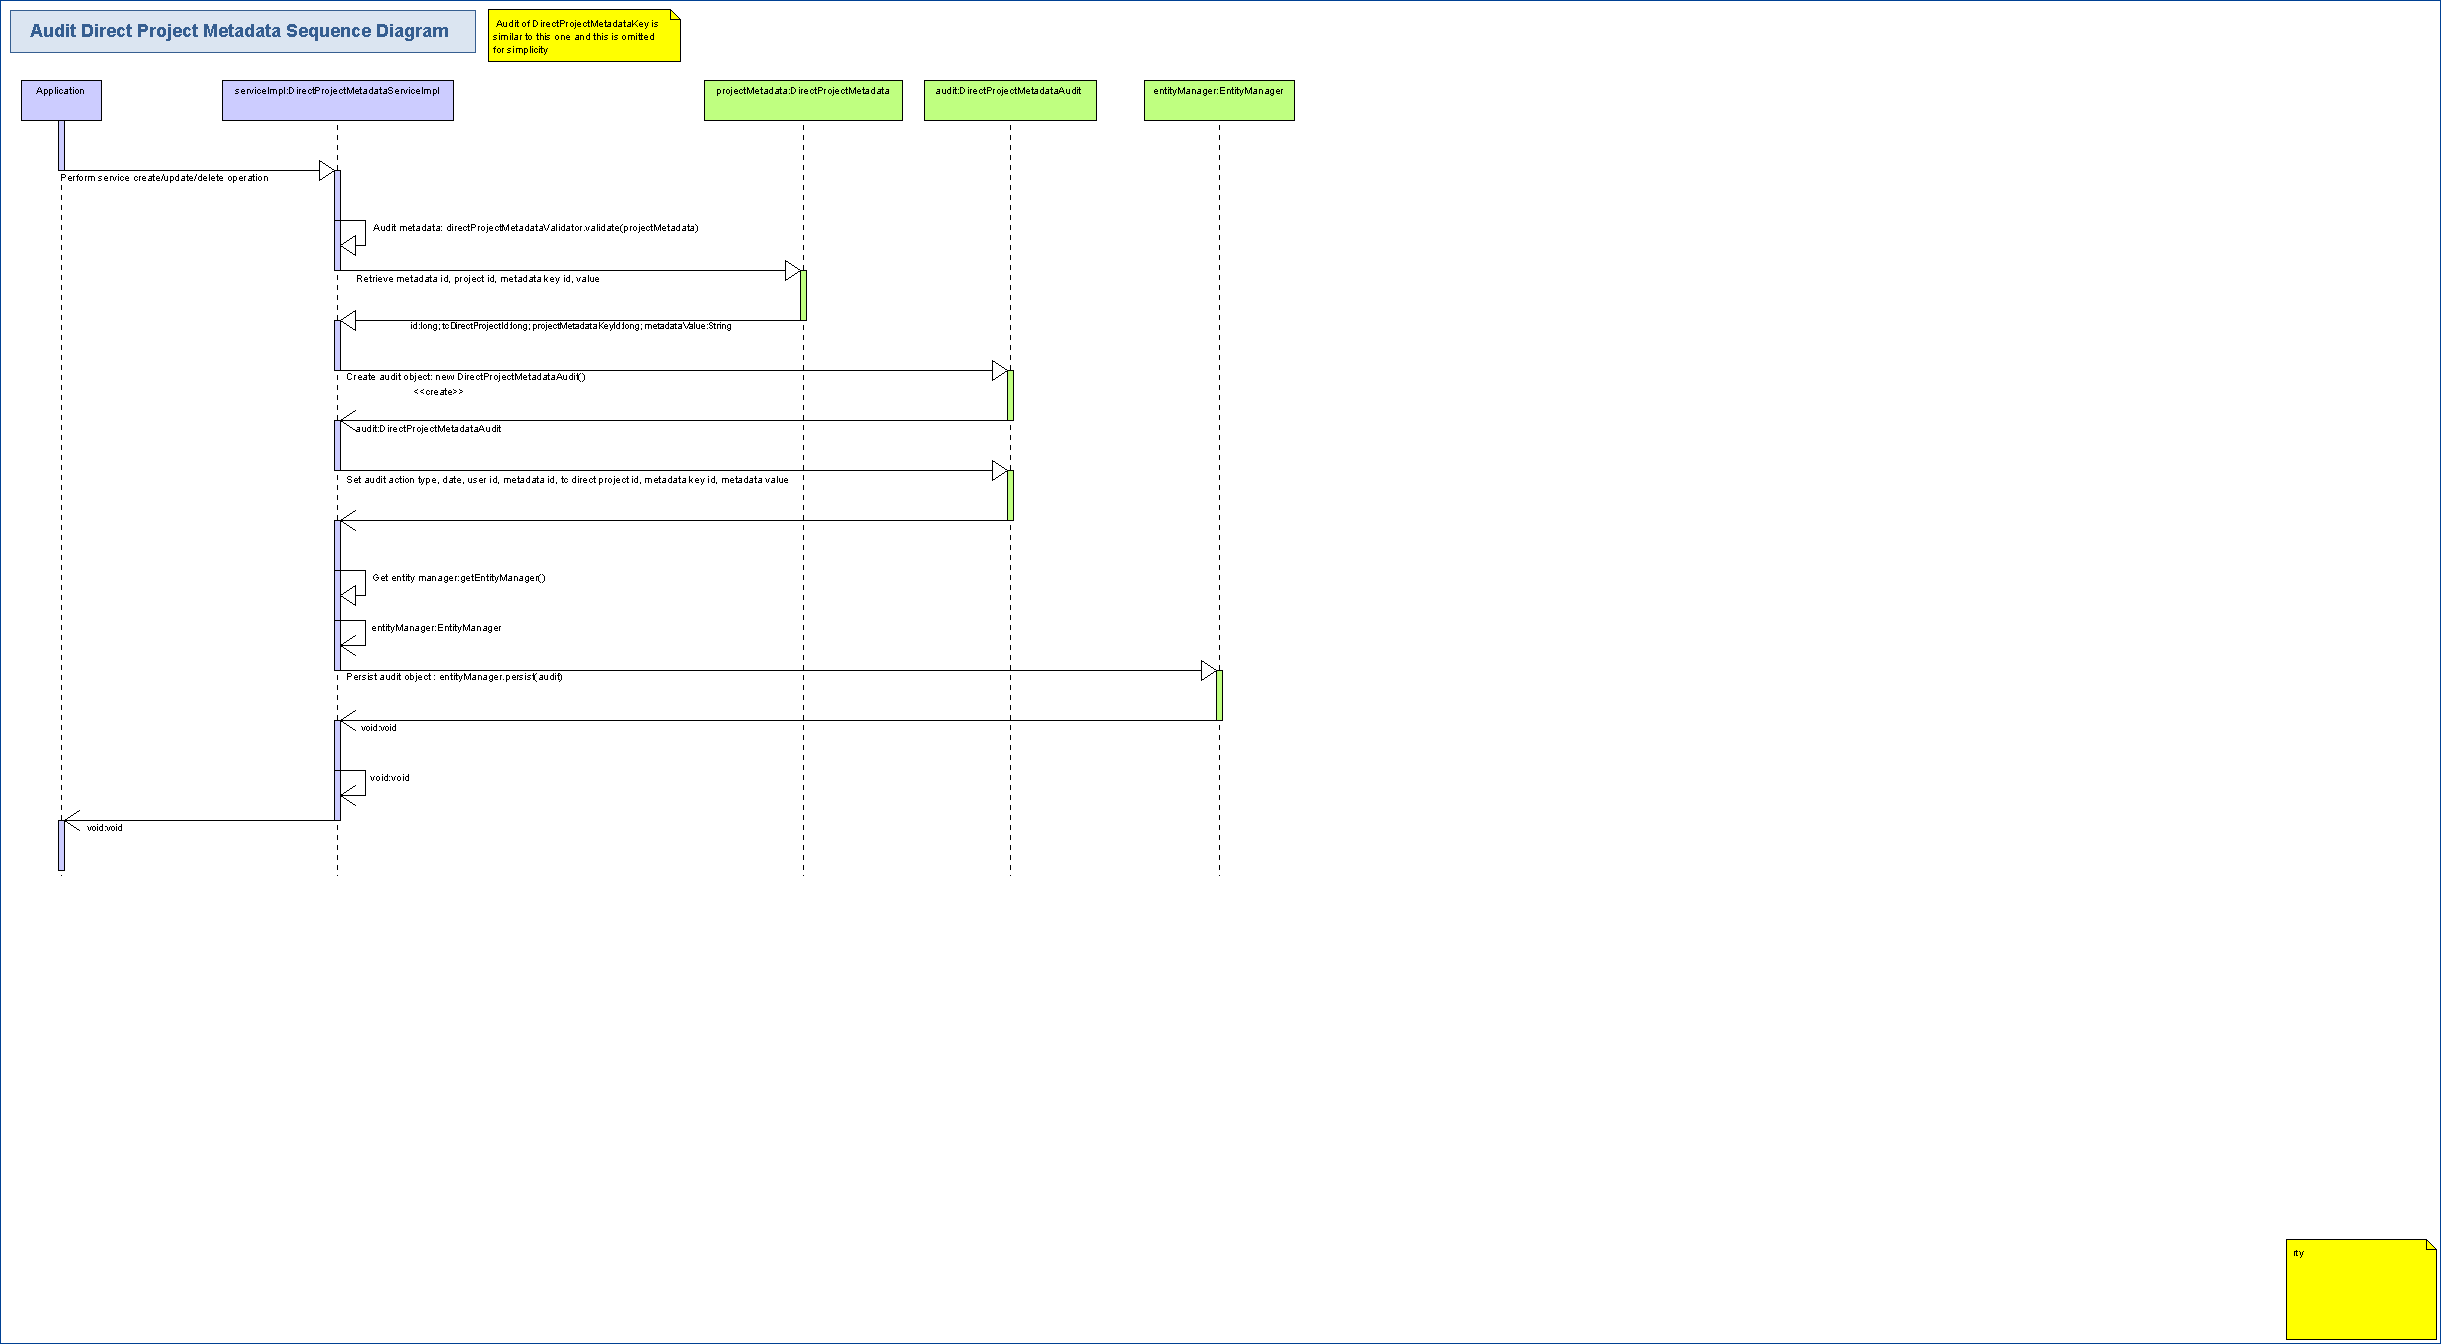 Audit Direct Project Metadata Sequence Diagram
Audit of DirectProjectMetadataKey is
similar to this one and this is omitted
for simplicity
Application
serviceImpl:DirectProjectMetadataServiceImpl
projectMetadata:DirectProjectMetadata
audit:DirectProjectMetadataAudit
entityManager:EntityManager
Perform service create/update/delete operation
Audit metadata: directProjectMetadataValidator.validate(projectMetadata)
Retrieve metadata id, project id, metadata key id, value
id:long; tcDirectProjectId:long; projectMetadataKeyId:long; metadataValue:String
Create audit object: new DirectProjectMetadataAudit()
<<create>>
audit:DirectProjectMetadataAudit
Set audit action type, date, user id, metadata id, tc direct project id, metadata key id, metadata value
Get entity manager:getEntityManager()
entityManager:EntityManager
Persist audit object : entityManager.persist(audit)
void:void
void:void
void:void
rty